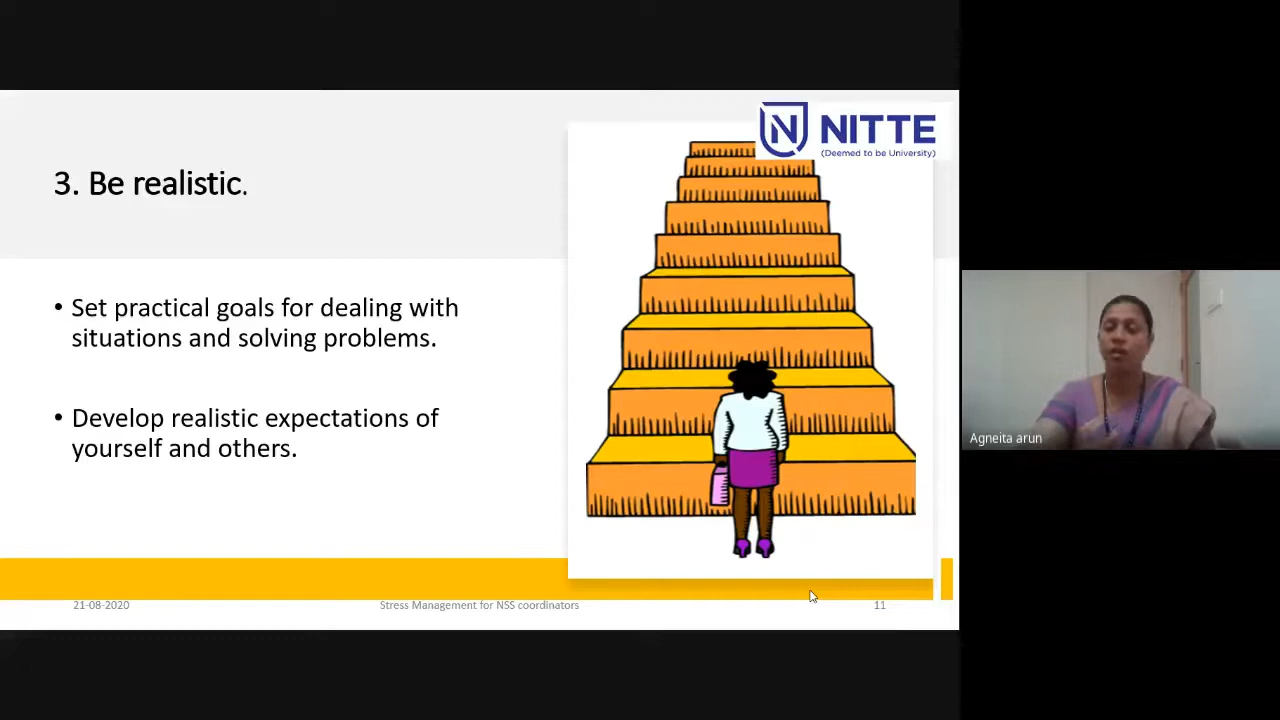 NITTE
(Deemed to be University)
3. Be realistic.
• Set practical goals for dealing with
situations and solving problems.
• Develop realistic expectations of
yourself and others.
Agneita arun
21-08-2020
Stress Management for NSS coordinators
11